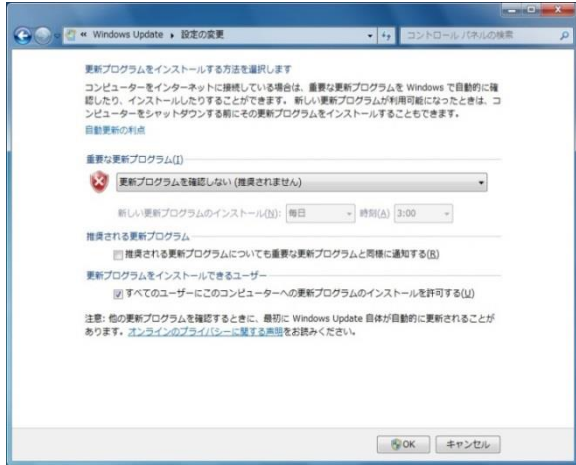 « Windows Update ▸ 設定の変更
コントロール パネルの検索
更新プログラムをインストールする方法を選択します
コンピューターをインターネットに接続している場合は、重要な更新プログラムを Windows で自動的に確
認したり、インストールしたりすることができます。 新しい更新プログラムが利用可能になったときは、コ
ンピューターをシャットダウンする前にその更新プログラムをインストールすることもできます。
自動更新の利点
重要な更新プログラム(I)
更新プログラムを確認しない (推奨されません)
新しい更新プログラムのインストール(N): 毎日 時刻(A) 3:00
推奨される更新プログラム
推奨される更新プログラムについても重要な更新プログラムと同様に通知する(R)
更新プログラムをインストールできるユーザー
すべてのユーザーにこのコンピューターへの更新プログラムのインストールを許可する(U)
注意: 他の更新プログラムを確認するときに、最初に Windows Update 自体が自動的に更新されることが
あります。オンラインのプライバシーに関する声明をお読みください。
OK キャンセル